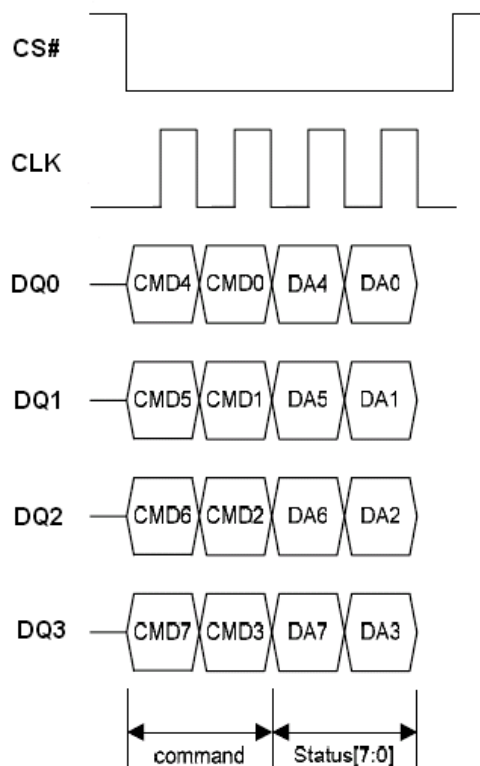 CS#
CLK
DQ0 CMD4 CMD0 DA4 DA0
DQ1 CMD5 CMD1 DA5 DA1
DQ2 CMD6 CMD2 DA6 DA2
DQ3 CMD7 CMD3 DA7 DA3
command Status[7:0]